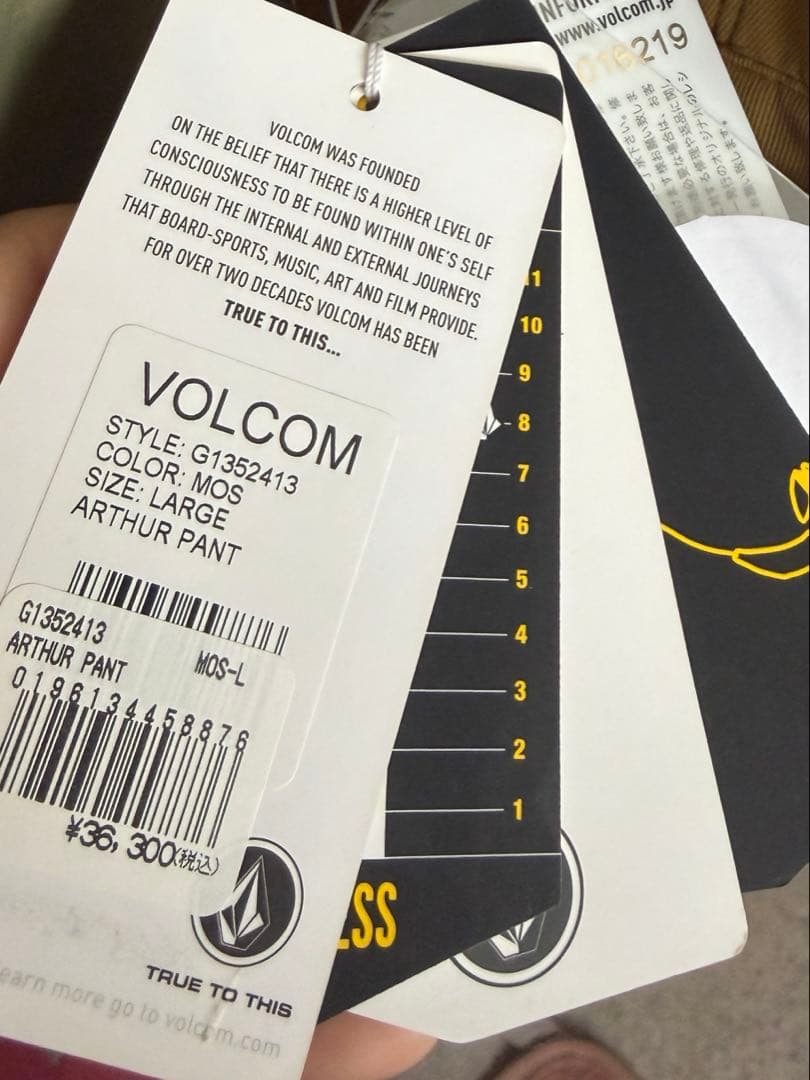 VOLCOM WAS FOUNDED
ON THE BELIEF THAT THERE IS A HIGHER LEVEL OF
CONSCIOUSNESS TO BE FOUND WITHIN ONE'S SELF
THROUGH THE INTERNAL AND EXTERNAL JOURNEYS
THAT BOARD-SPORTS, MUSIC, ART AND FILM PROVIDE.
FOR OVER TWO DECADES VOLCOM HAS BEEN
TRUE TO THIS...
VOLCOM
STYLE: G1352413
COLOR: MOS
SIZE: LARGE
ARTHUR PANT
G1352413
ARTHUR PANT
MOS-L
0196134458876
¥36,300(税込)
TRUE TO THIS
earn more go to volcom.com
11
10
9
8
7
6
5
4
3
2
1
SS
www.volcom.jp
016219